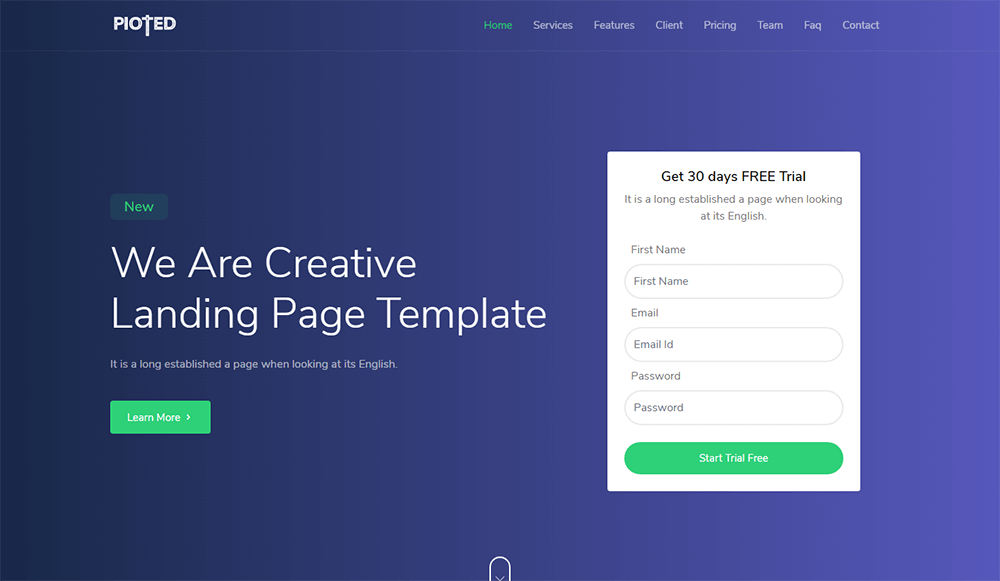 PIOTED
Home Services Features Client Pricing Team Faq Contact
New
We Are Creative
Landing Page Template
It is a long established a page when looking at its English.
Learn More
Get 30 days FREE Trial
It is a long established a page when looking
at its English.
First Name
First Name
Email
Email Id
Password
Password
Start Trial Free